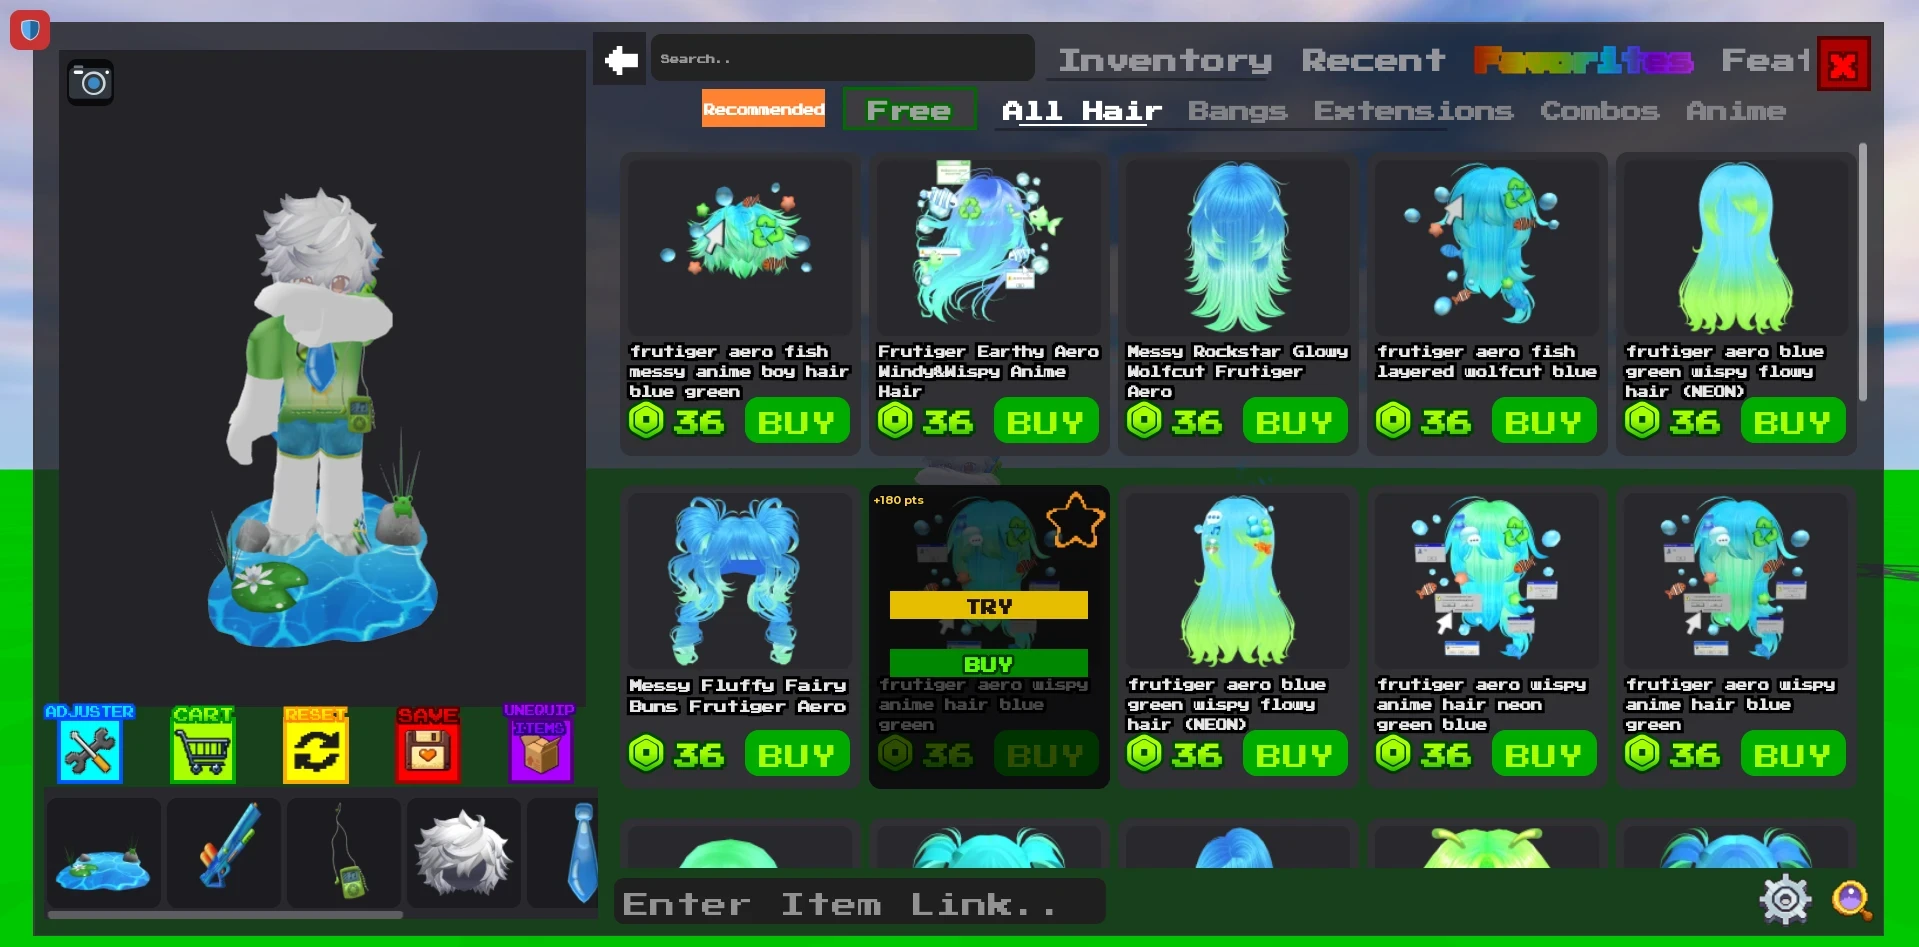 Search..
Inventory
Recent
Favorites
Feat
X
Recommended
Free
All Hair
Bangs
Extensions
Combos
Anime
frutiger aero fish
messy anime boy hair
blue green
36
BUY
Frutiger Earthy Aero
Windy&Wispy Anime
Hair
36
BUY
Messy Rockstar Glowy
Wolfcut Frutiger
Aero
36
BUY
frutiger aero fish
layered wolfcut blue
36
BUY
frutiger aero blue
green wispy flowy
hair (NEON)
36
BUY
Messy Fluffy Fairy
Buns Frutiger Aero
36
BUY
+180 pts
TRY
BUY
frutiger aero wispy
anime hair blue
green
36
BUY
frutiger aero blue
green wispy flowy
hair (NEON)
36
BUY
frutiger aero wispy
anime hair neon
green blue
36
BUY
frutiger aero wispy
anime hair blue
green
36
BUY
ADJUSTER
CART
RESET
SAVE
UNEQUIP
ITEMS
Enter Item Link..